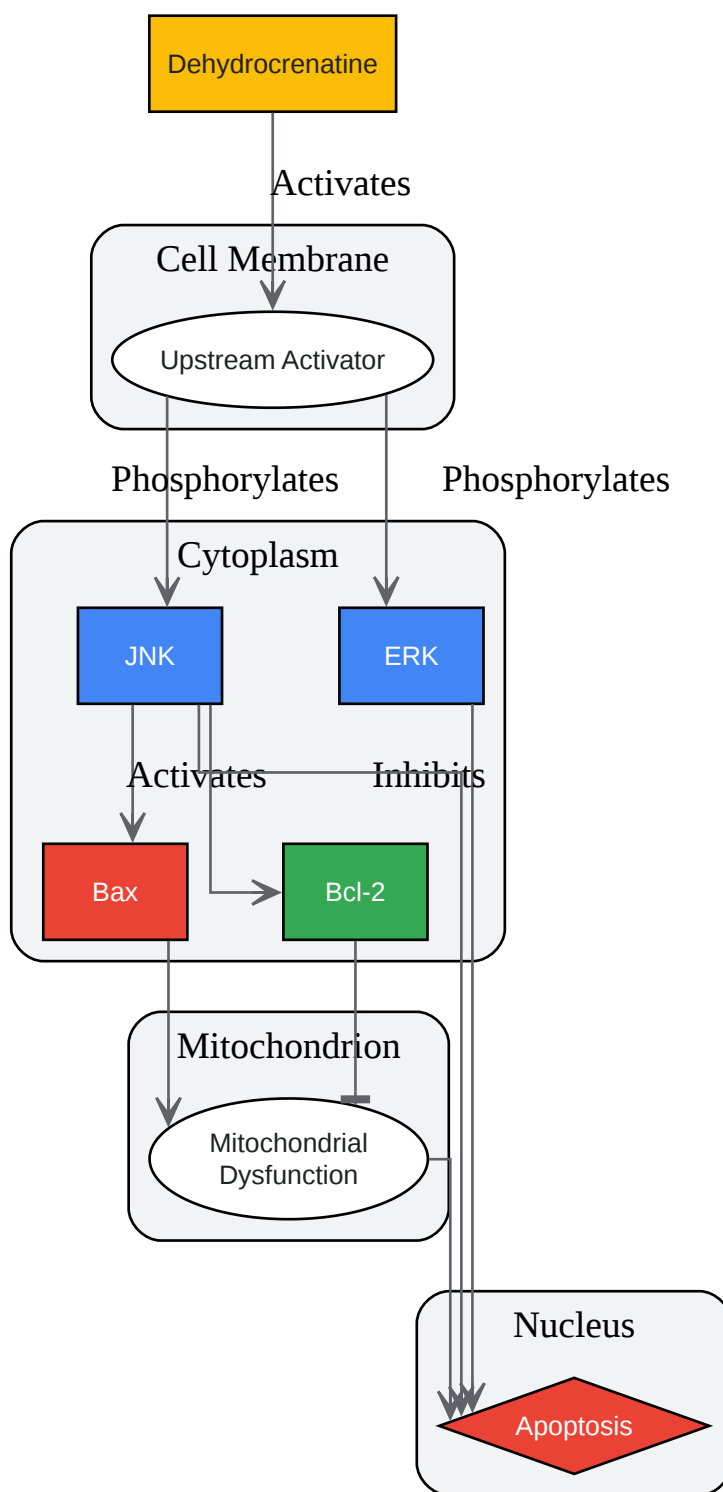 Dehydrocrenatine
Activates
Cell Membrane
Upstream Activator
Phosphorylates Phosphorylates
Cytoplasm
JNK ERK
Activates Inhibits
Bax Bcl-2
Mitochondrion
Mitochondrial
Dysfunction
Nucleus
Apoptosis